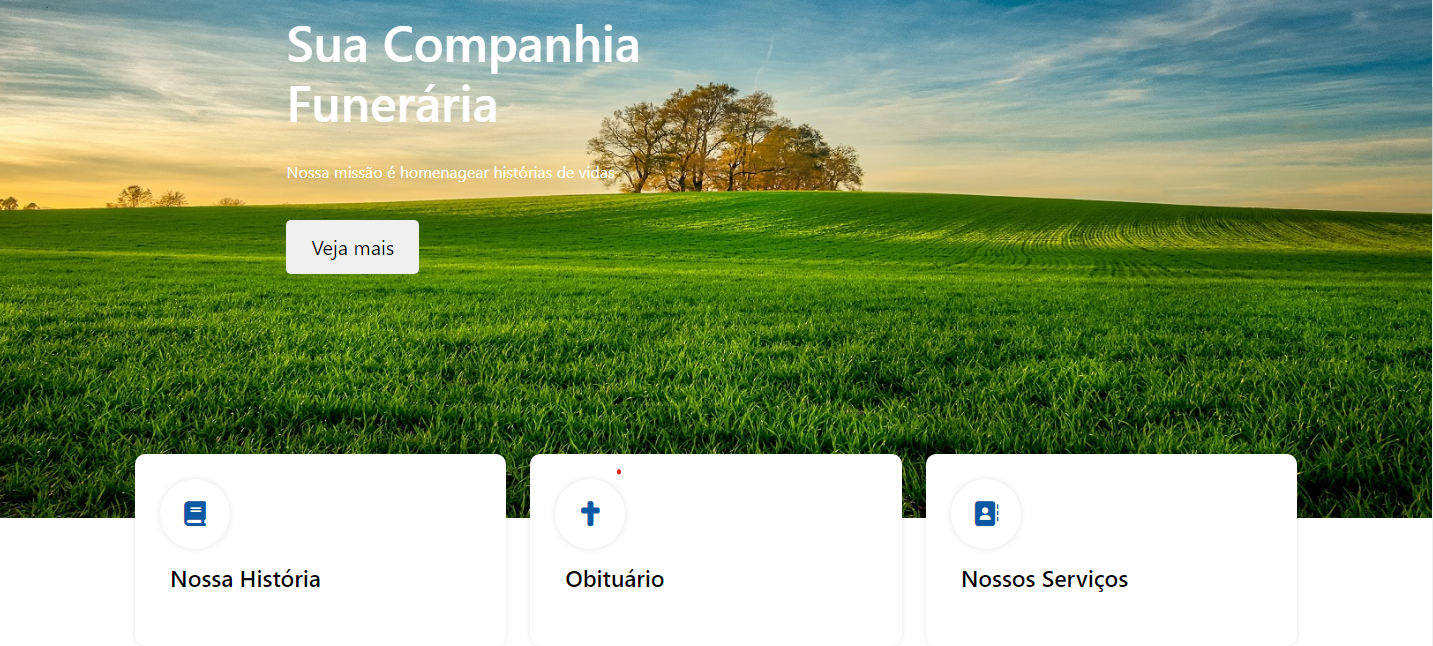 Sua Companhia
Funerária
Nossa missão é homenagear histórias de vidas
Veja mais
Nossa História
Obituário
Nossos Serviços